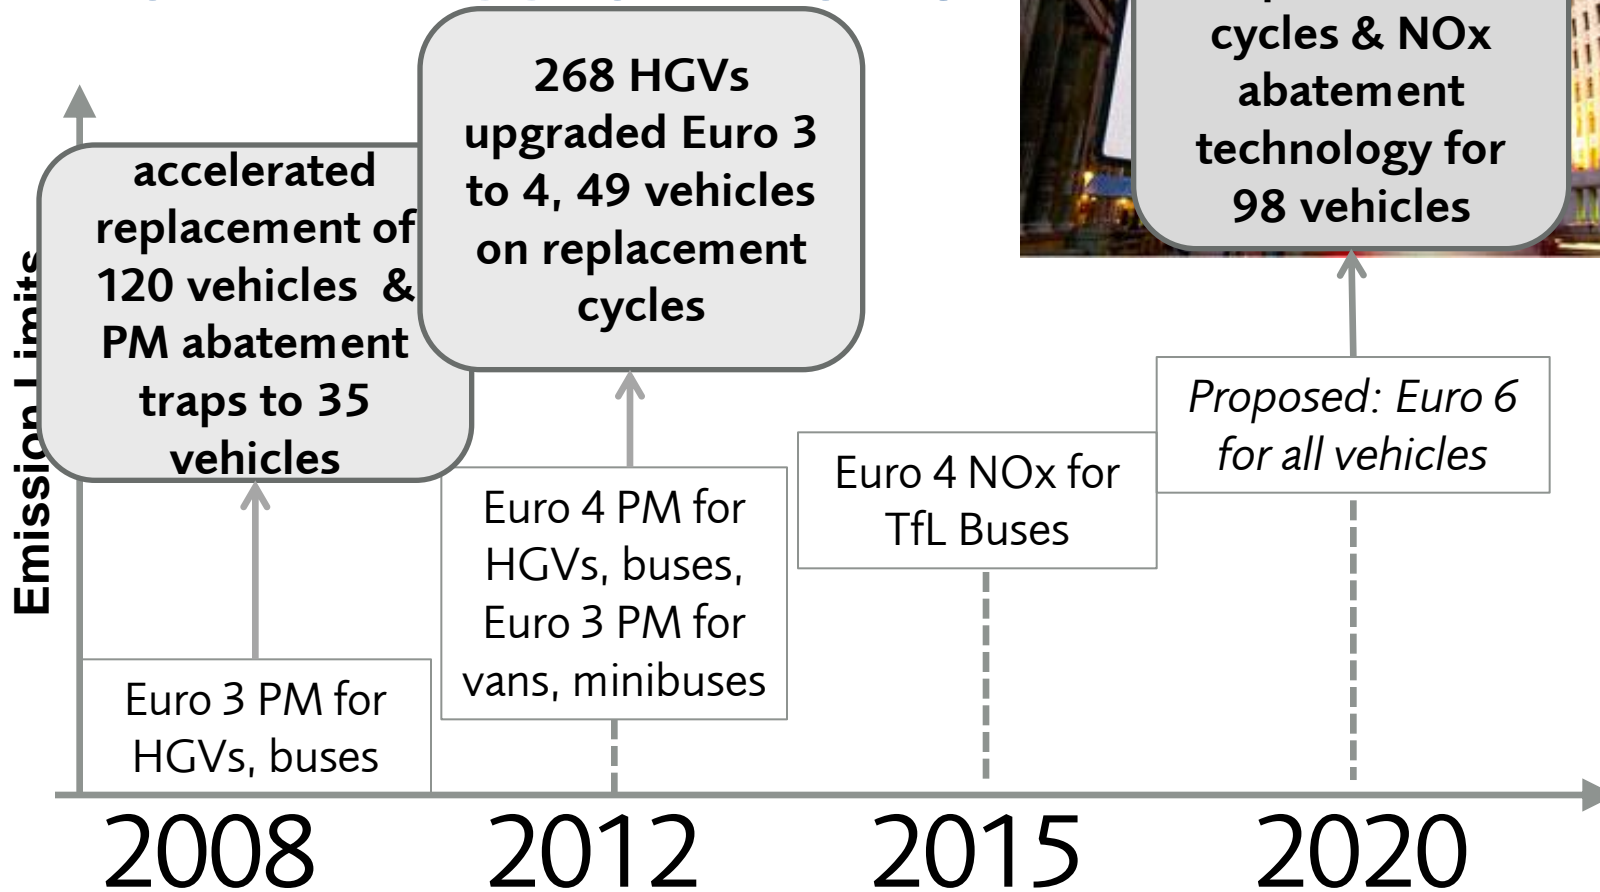 cycles & NOx
abatement
technology for
98 vehicles
268 HGVs
upgraded Euro 3
to 4, 49 vehicles
on replacement
cycles
accelerated
replacement of
120 vehicles &
PM abatement
traps to 35
vehicles
Emission Limits
Proposed: Euro 6
for all vehicles
Euro 4 NOx for
TfL Buses
Euro 4 PM for
HGVs, buses,
Euro 3 PM for
vans, minibuses
Euro 3 PM for
HGVs, buses
2008
2012
2015
2020